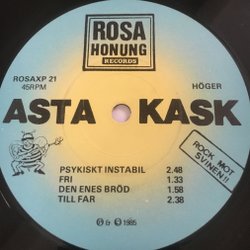 ROSA
HONUNG
RECORDS
ROSAXP 21
45RPM
HÖGER
ASTA KASK
ROCK MOT
SVINEN!!
PSYKISKT INSTABIL 2.48
FRI 1.33
DEN ENES BRÖD 1.58
TILL FAR 2.38
℗ & © 1985